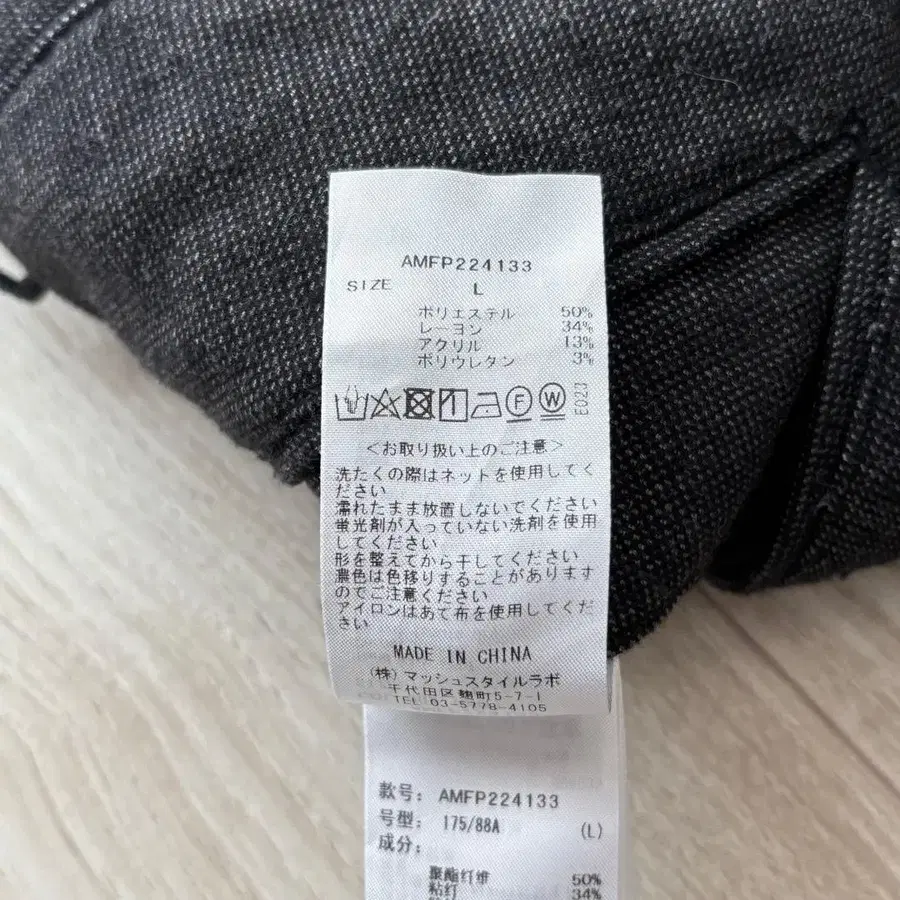 AMFP224133
SIZE L
ポリエステル 50%
レーヨン 34%
アクリル 13%
ポリウレタン 3%
F W E023
<お取り扱い上のご注意>
洗たくの際はネットを使用してく
ださい
濡れたまま放置しないでください
蛍光剤が入っていない洗剤を使用
してください
形を整えてから干してください
濃色は色移りすることがあります
のでご注意ください
アイロンはあて布を使用してくだ
さい
MADE IN CHINA
(株)マッシュスタイルラボ
千代田区麹町5-7-1
TEL 03-5778-4105
款号: AMFP224133
号型: 175/88A (L)
成分:
聚酯纤维 50%
粘纤 34%